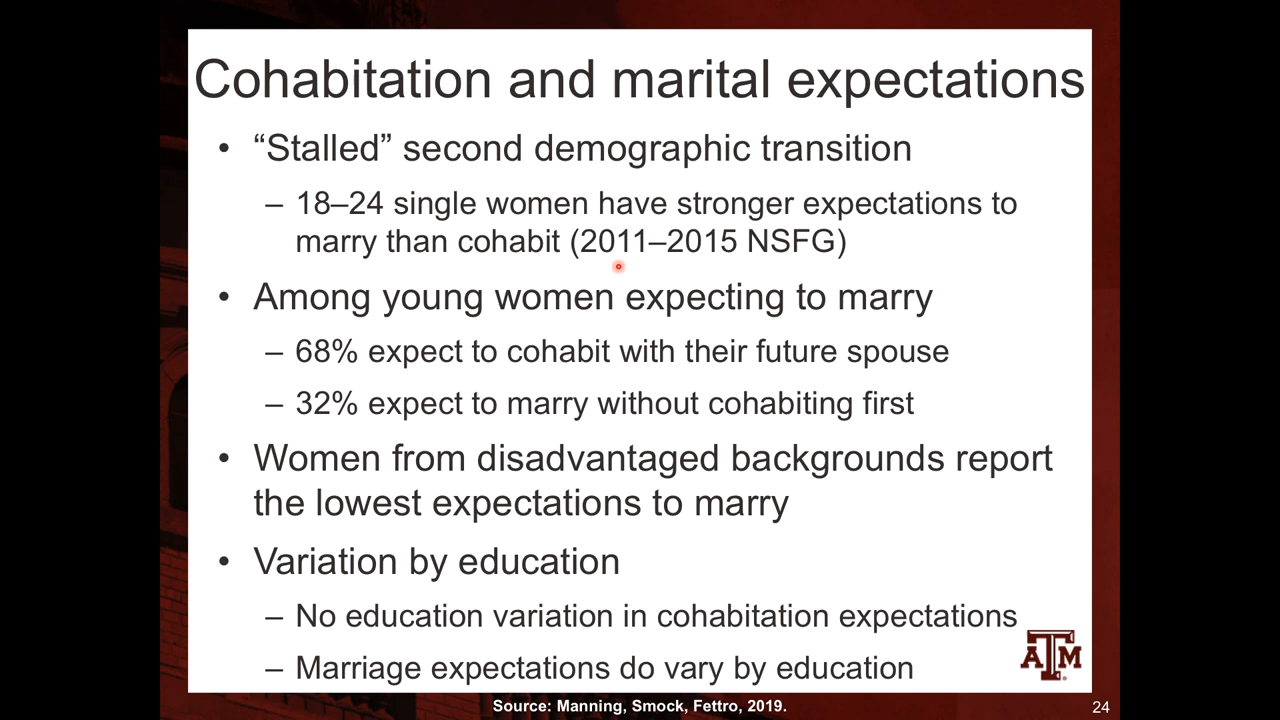 Cohabitation and marital expectations
• “Stalled” second demographic transition
– 18–24 single women have stronger expectations to
marry than cohabit (2011–2015 NSFG)
• Among young women expecting to marry
– 68% expect to cohabit with their future spouse
– 32% expect to marry without cohabiting first
• Women from disadvantaged backgrounds report
the lowest expectations to marry
• Variation by education
– No education variation in cohabitation expectations
– Marriage expectations do vary by education
ATM
Source: Manning, Smock, Fettro, 2019.
24